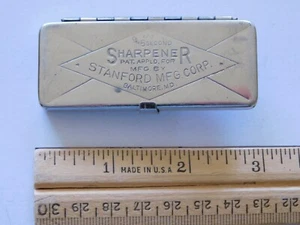 SHARPENER
PAT. APPLD. FOR
MFG BY
STANFORD MFG CORP.
BALTIMORE, MD.
1 MADE IN U.S.A. 2 3
30 29 28 27 26 25 24 23 22